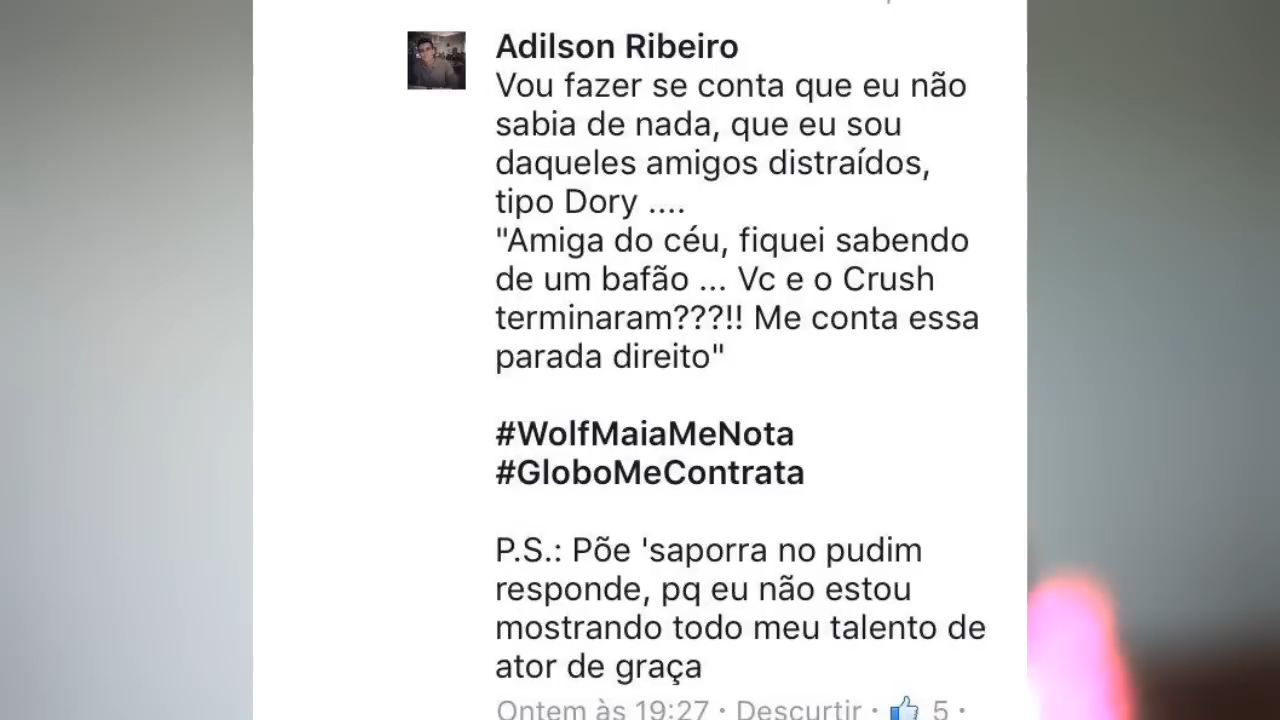 Adilson Ribeiro
Vou fazer se conta que eu não
sabia de nada, que eu sou
daqueles amigos distraídos,
tipo Dory ....
"Amiga do céu, fiquei sabendo
de um bafão ... Vc e o Crush
terminaram???!! Me conta essa
parada direito"
#WolfMaiaMeNota
#GloboMeContrata
P.S.: Põe 'saporra no pudim
responde, pq eu não estou
mostrando todo meu talento de
ator de graça
Ontem às 19:27 · Descurtir · 5 ·